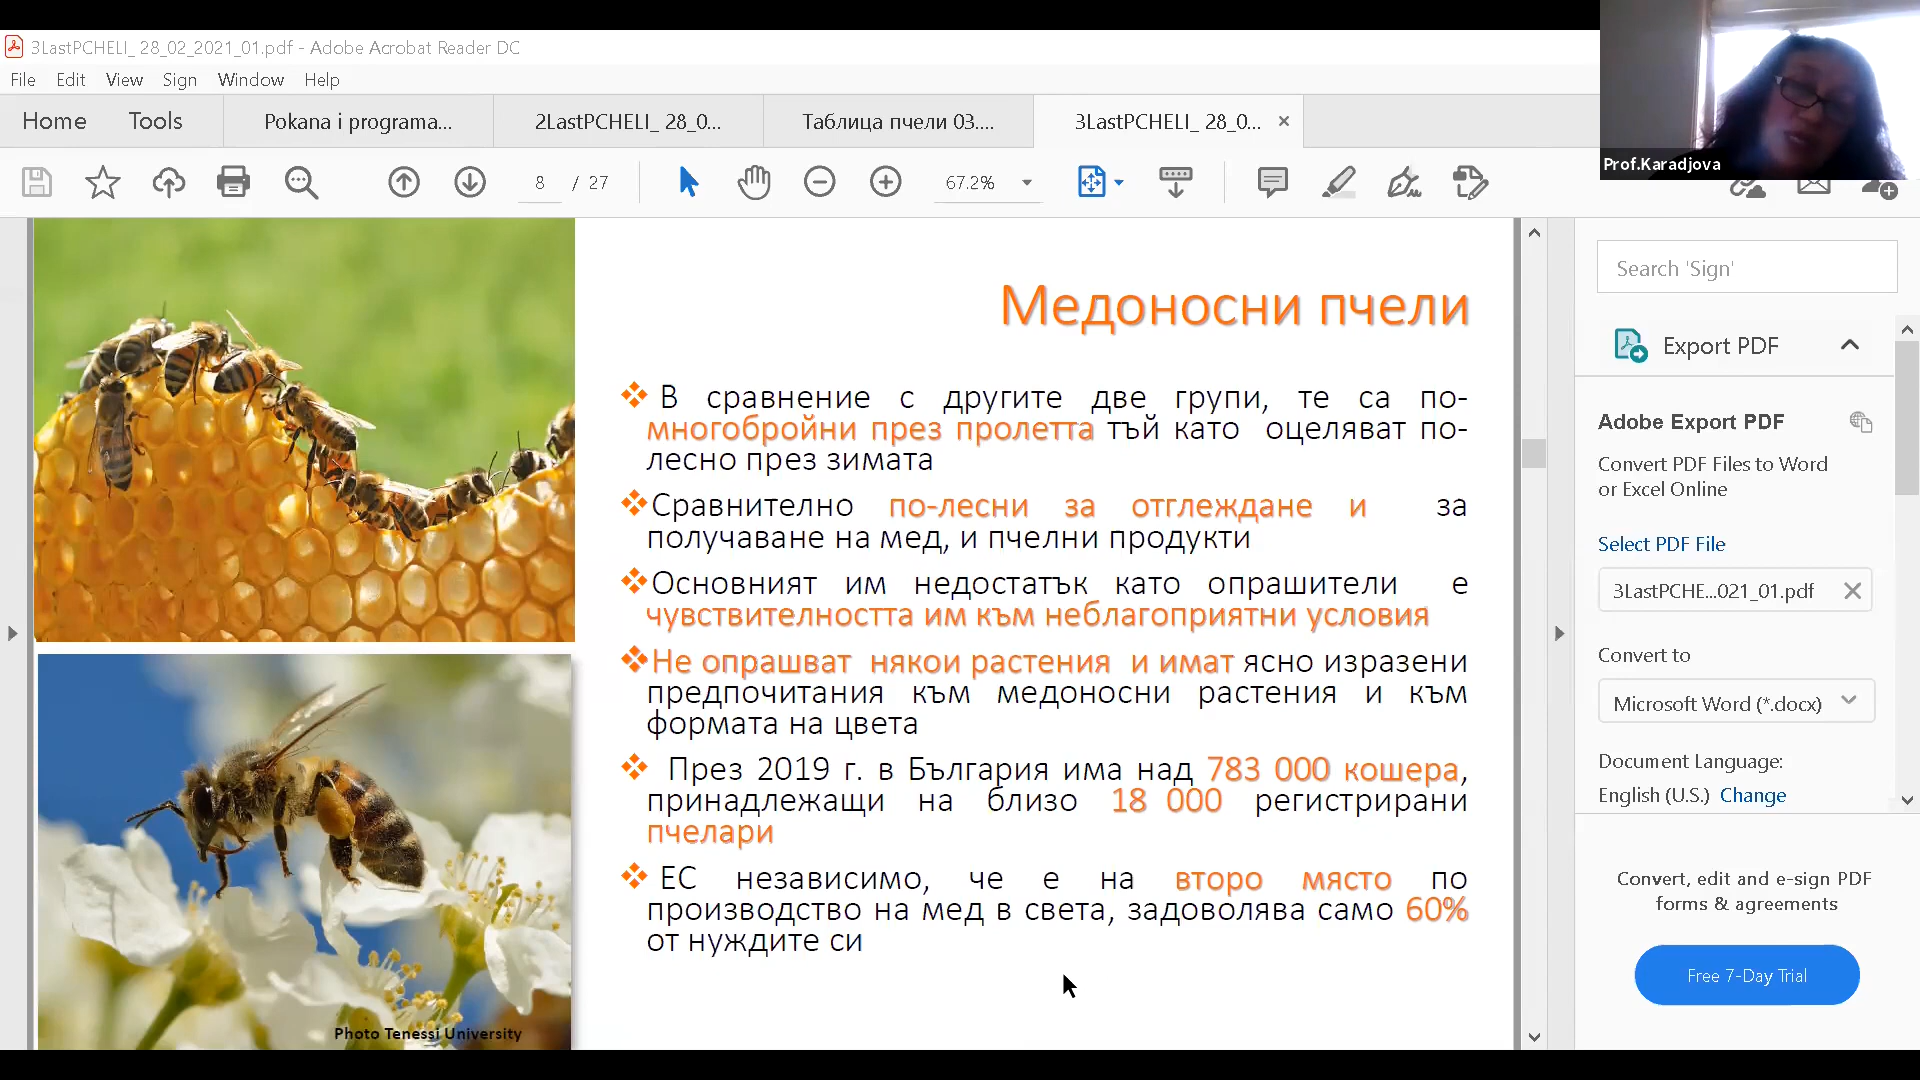 3LastPCHELI_ 28_02_2021_01.pdf - Adobe Acrobat Reader DC
File Edit View Sign Window Help
Home Tools Pokana i programa... 2LastPCHELI_ 28_0... Таблица пчели 03.... 3LastPCHELI_ 28_0...
Prof.Karadjova
8 / 27 67.2%
Медоносни пчели
В сравнение с другите две групи, те са по-
многобройни през пролетта тъй като оцеляват по-
лесно през зимата
Сравнително по-лесни за отглеждане и за
получаване на мед, и пчелни продукти
Основният им недостатък като опрашители е
чувствителността им към неблагоприятни условия
Не опрашват някои растения и имат ясно изразени
предпочитания към медоносни растения и към
формата на цвета
През 2019 г. в България има над 783 000 кошера,
принадлежащи на близо 18 000 регистрирани
пчелари
ЕС независимо, че е на второ място по
производство на мед в света, задоволява само 60%
от нуждите си
Photo Tenessi University
Search 'Sign'
Export PDF
Adobe Export PDF
Convert PDF Files to Word
or Excel Online
Select PDF File
3LastPCHE...021_01.pdf
Convert to
Microsoft Word (*.docx)
Document Language:
English (U.S.) Change
Convert, edit and e-sign PDF
forms & agreements
Free 7-Day Trial